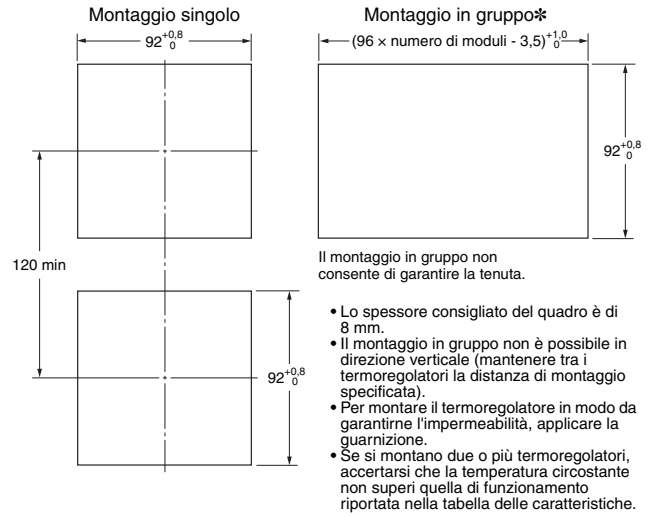 Montaggio singolo
92 +0,8 0
120 min
92 +0,8 0
Montaggio in gruppo*
(96 × numero di moduli - 3,5) +1,0 0
92 +0,8 0
Il montaggio in gruppo non
consente di garantire la tenuta.
• Lo spessore consigliato del quadro è di
8 mm.
• Il montaggio in gruppo non è possibile in
direzione verticale (mantenere tra i
termoregolatori la distanza di montaggio
specificata).
• Per montare il termoregolatore in modo da
garantirne l'impermeabilità, applicare la
guarnizione.
• Se si montano due o più termoregolatori,
accertarsi che la temperatura circostante
non superi quella di funzionamento
riportata nella tabella delle caratteristiche.